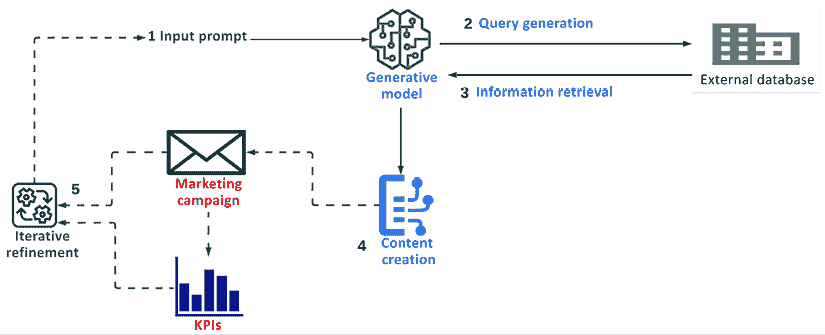 1 Input prompt
2 Query generation
Generative
model
External database
3 Information retrieval
Marketing
campaign
5
Iterative
refinement
4 Content
creation
KPIs